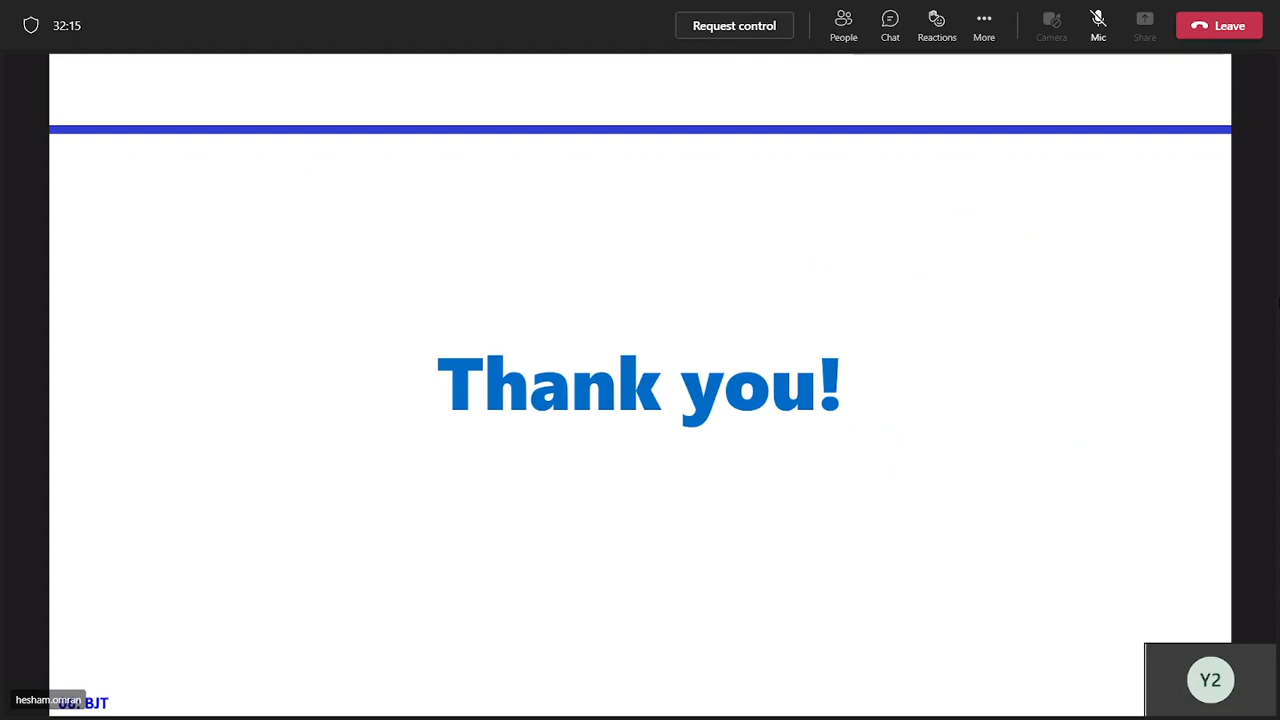 32:15
Request control
People
Chat
Reactions
More
Camera
Mic
Share
Leave
Thank you!
hesham.omran
BJT
Y2